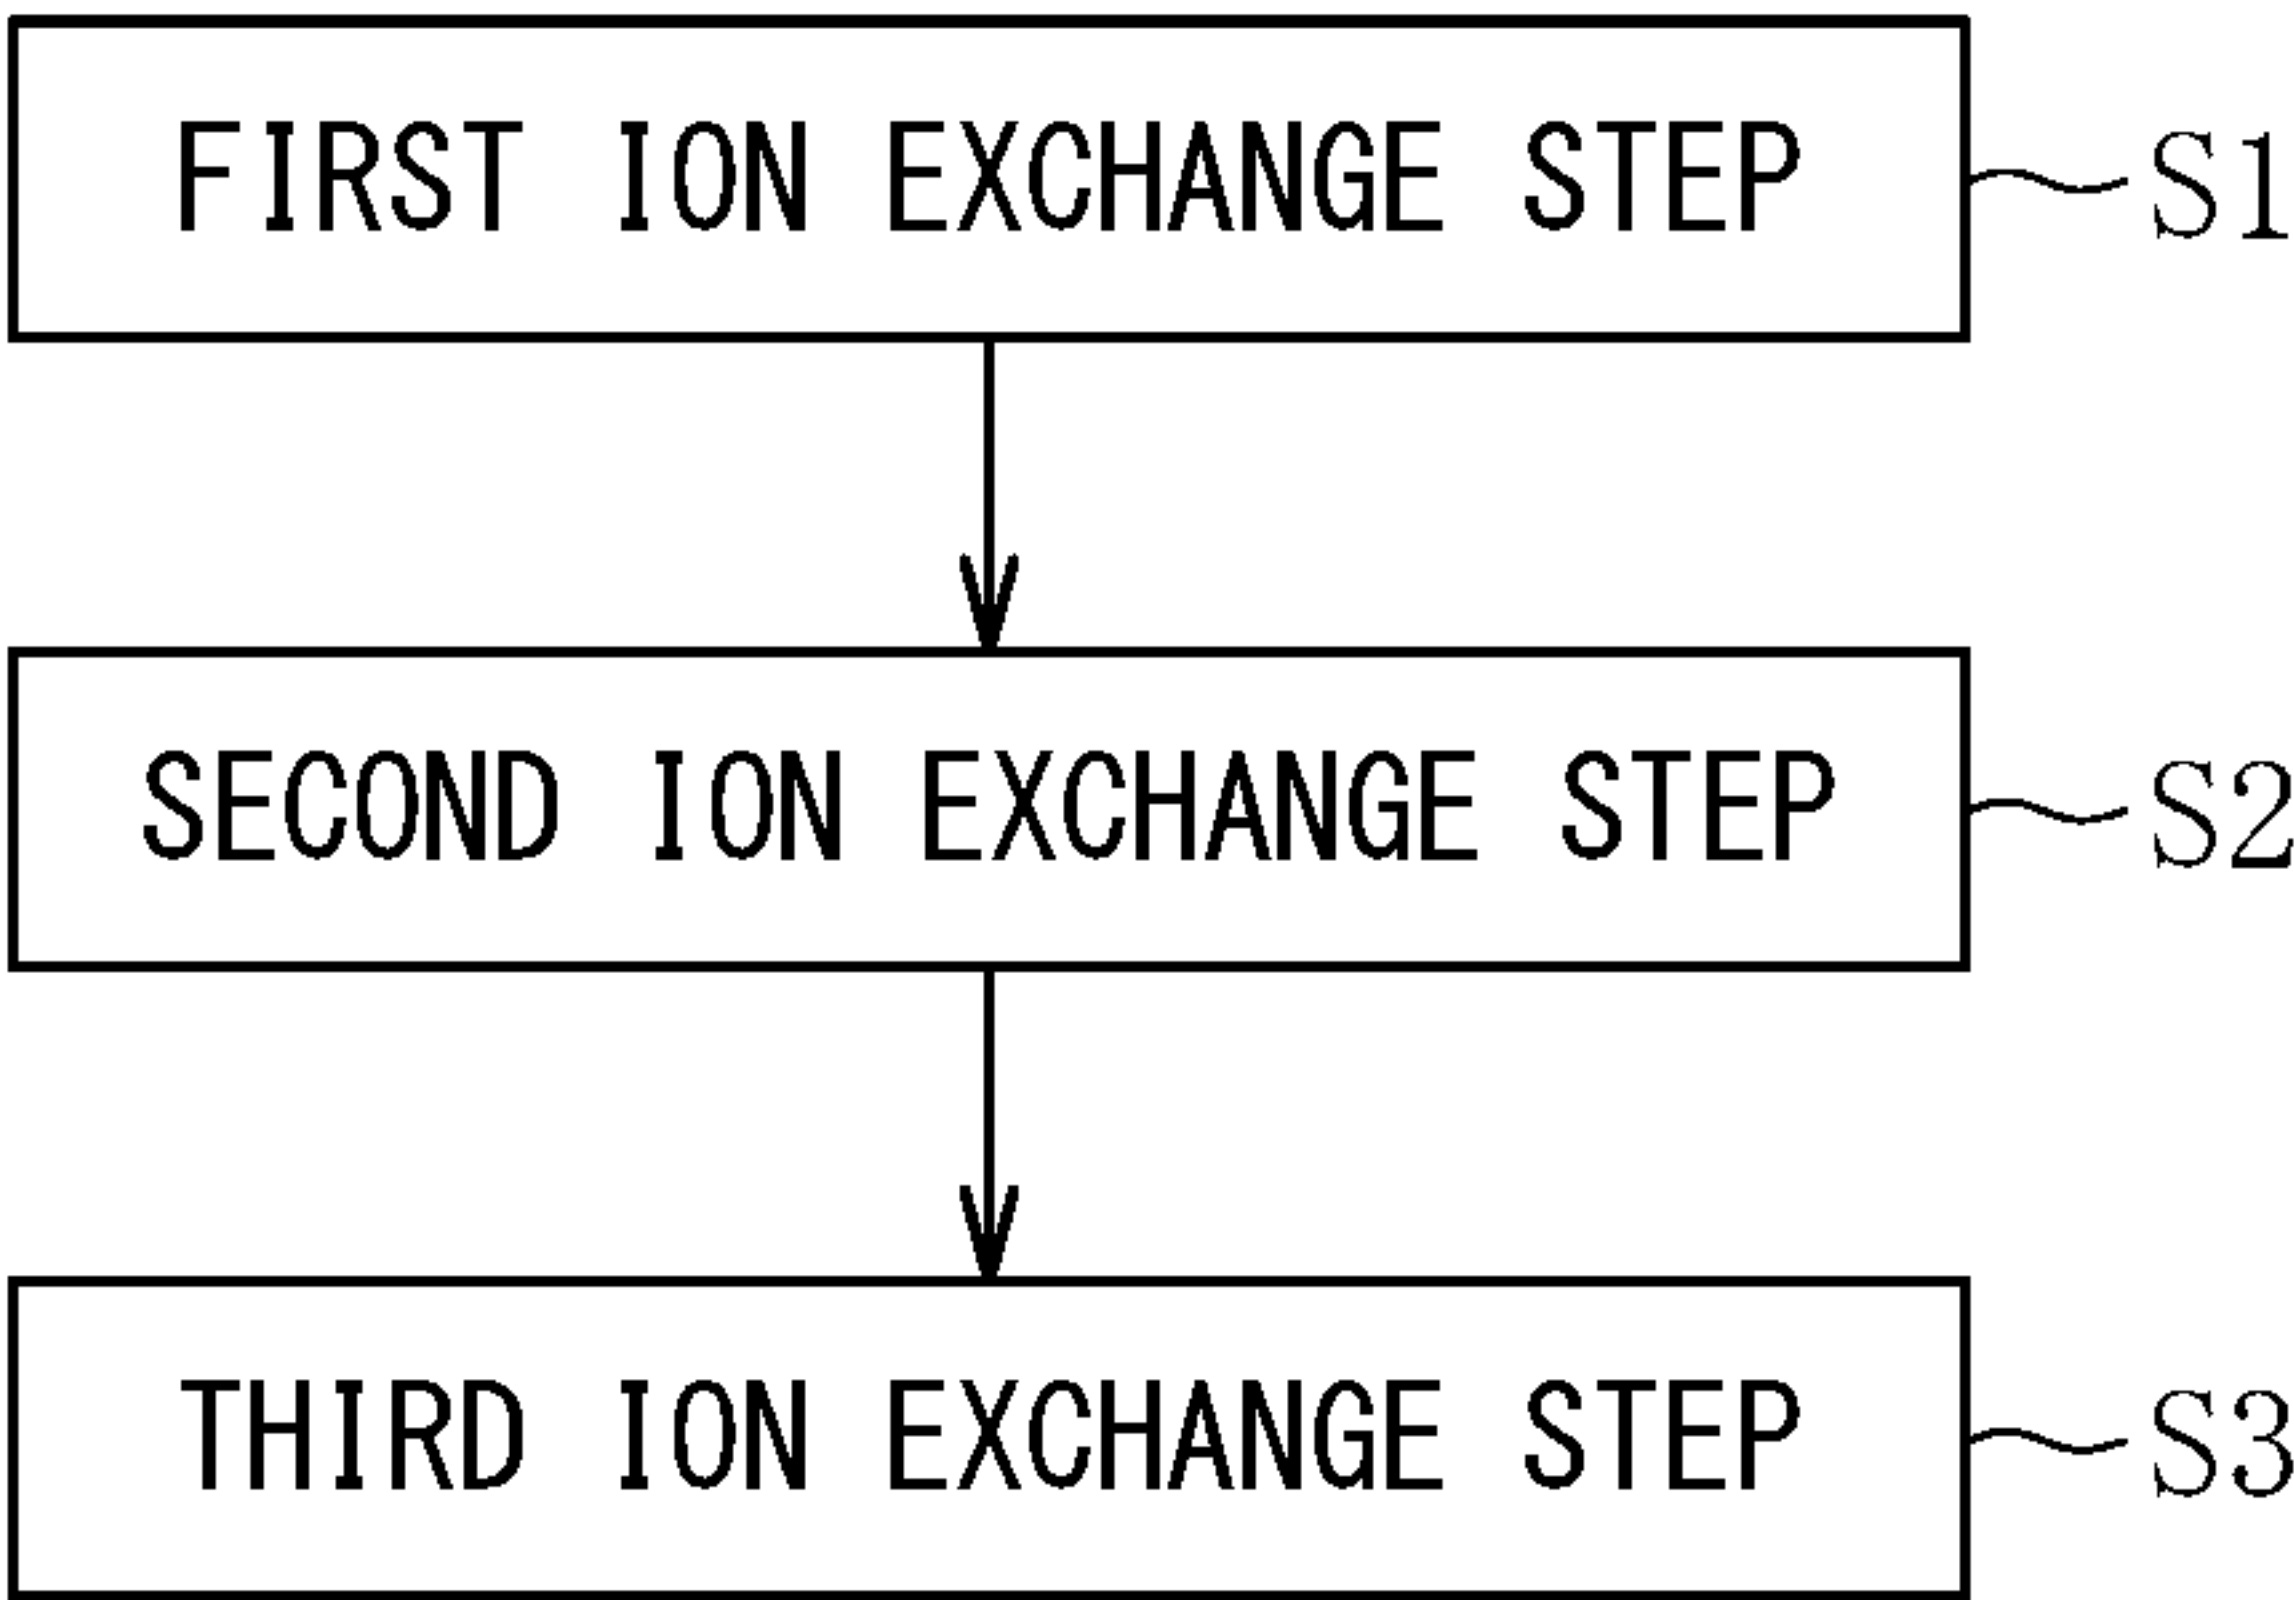 FIRST ION EXCHANGE STEP S1
SECOND ION EXCHANGE STEP S2
THIRD ION EXCHANGE STEP S3